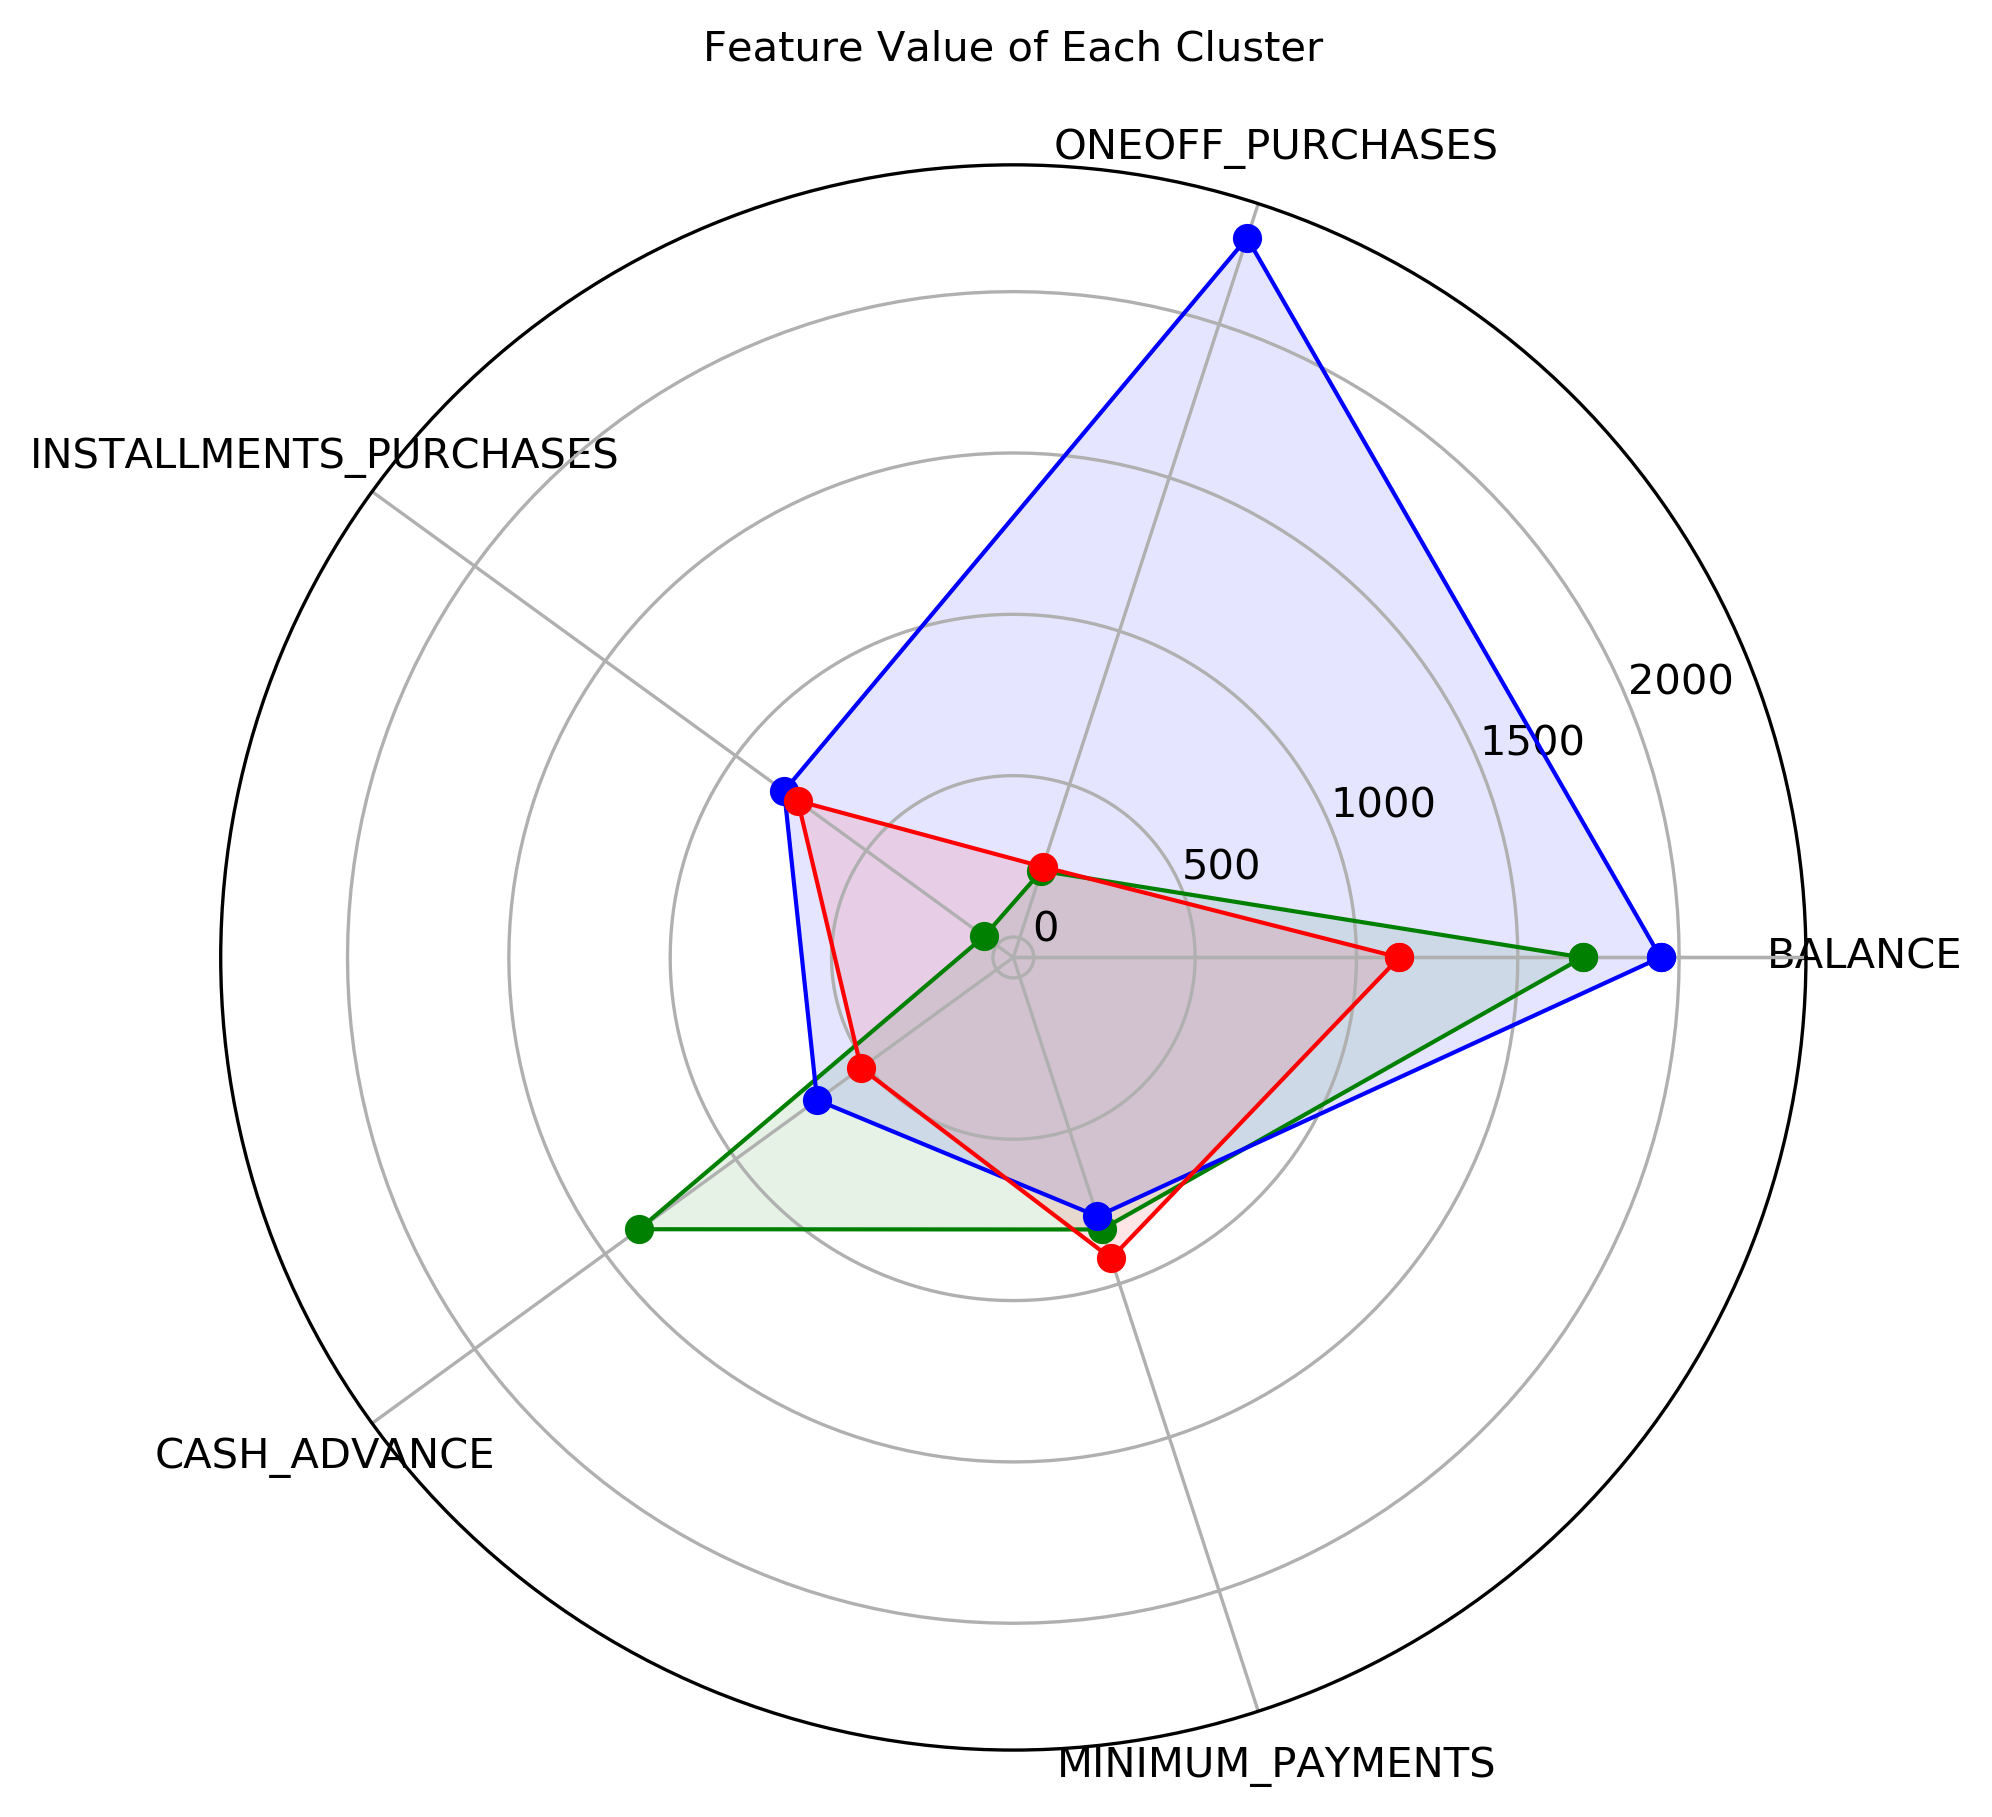 Feature Value of Each Cluster
ONEOFF_PURCHASES
INSTALLMENTS_PURCHASES
2000
1500
1000
500
0
BALANCE
CASH_ADVANCE
MINIMUM_PAYMENTS